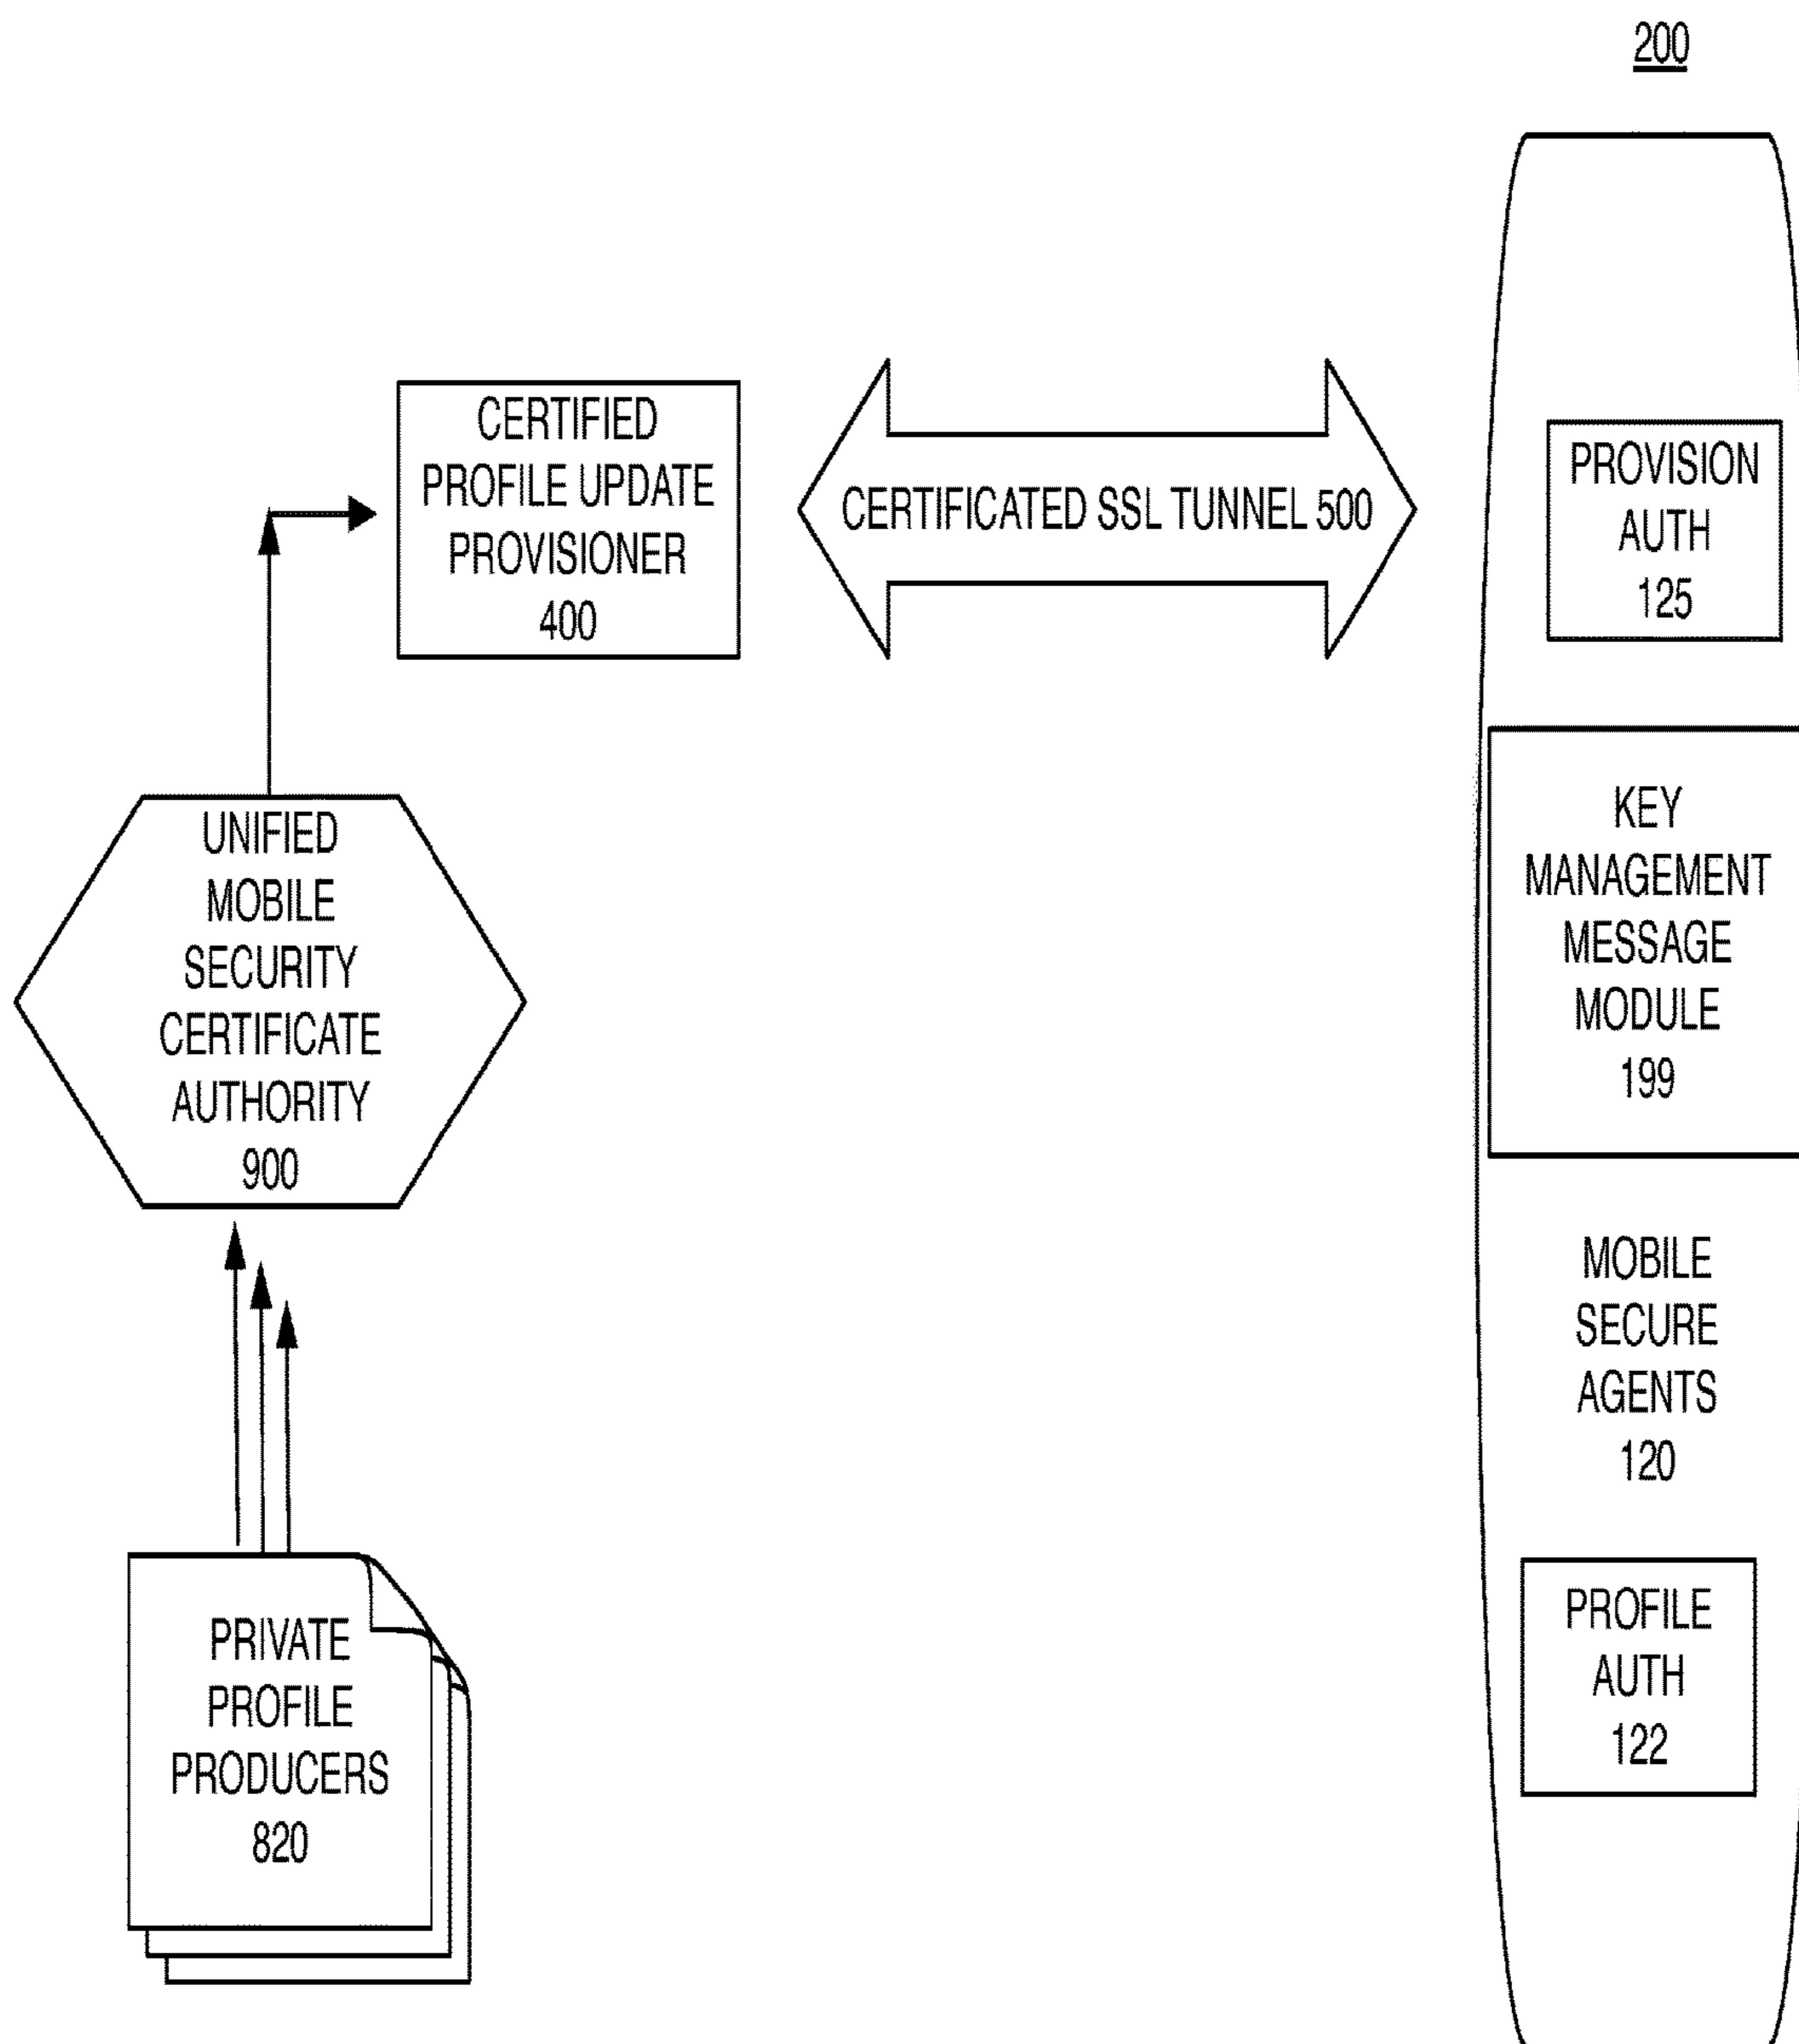 200
CERTIFIED
PROFILE UPDATE
PROVISIONER
400
CERTIFICATED SSL TUNNEL 500
PROVISION
AUTH
125
UNIFIED
MOBILE
SECURITY
CERTIFICATE
AUTHORITY
900
KEY
MANAGEMENT
MESSAGE
MODULE
199
MOBILE
SECURE
AGENTS
120
PRIVATE
PROFILE
PRODUCERS
820
PROFILE
AUTH
122